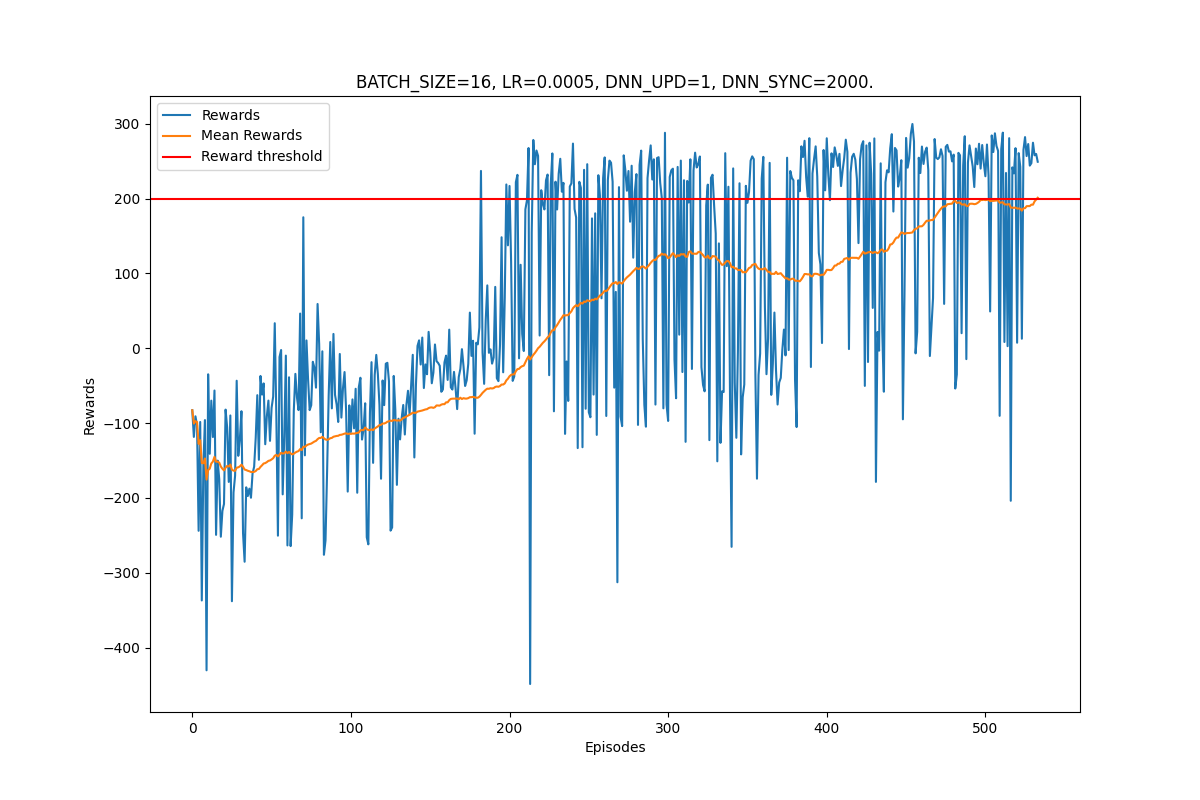 BATCH_SIZE=16, LR=0.0005, DNN_UPD=1, DNN_SYNC=2000.
Rewards
Mean Rewards
Reward threshold
300
200
100
0
−100
−200
−300
−400
Rewards
0 100 200 300 400 500
Episodes